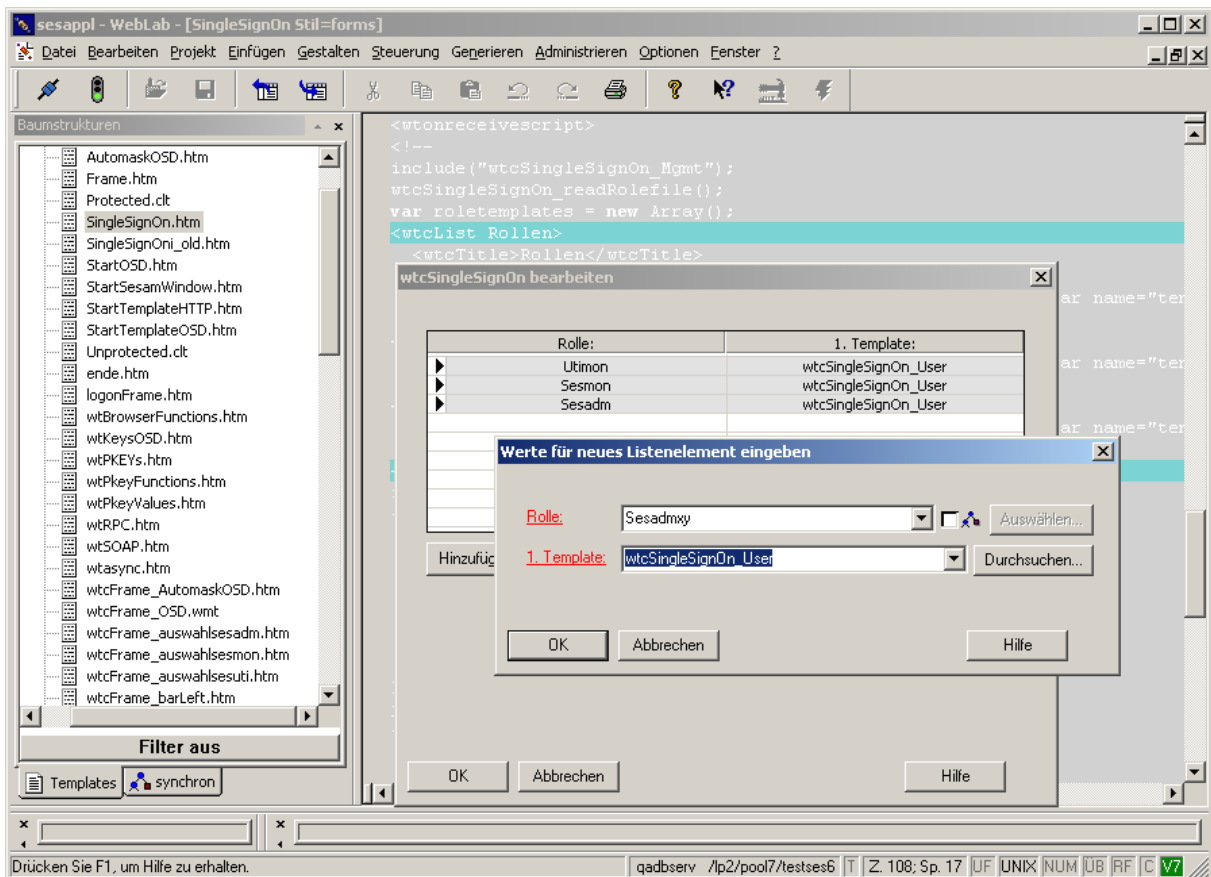 sesappl - WebLab - [SingleSignOn Stil=forms]
Datei Bearbeiten Projekt Einfügen Gestalten Steuerung Generieren Administrieren Optionen Fenster ?
Baumstrukturen
AutomaskOSD.htm
Frame.htm
Protected.clt
SingleSignOn.htm
SingleSignOni_old.htm
StartOSD.htm
StartSesamWindow.htm
StartTemplateHTTP.htm
StartTemplateOSD.htm
Unprotected.clt
ende.htm
logonFrame.htm
wtBrowserFunctions.htm
wtKeysOSD.htm
wtPKEYs.htm
wtPkeyFunctions.htm
wtPkeyValues.htm
wtRPC.htm
wtSOAP.htm
wtasync.htm
wtcFrame_AutomaskOSD.htm
wtcFrame_OSD.wmt
wtcFrame_auswahlsesadm.htm
wtcFrame_auswahlsesmon.htm
wtcFrame_auswahlsesuti.htm
wtcFrame_barLeft.htm
Filter aus
Templates synchron
<wtonreceivescript>
<!--
include("wtcSingleSignOn_Mgmt");
wtcSingleSignOn_readRolefile();
var roletemplates = new Array();
<wtcList Rollen>
<wtcTitle>Rollen</wtcTitle>
ar name="ter
ar name="ter
ar name="ter
wtcSingleSignOn bearbeiten
Rolle: 1. Template:
Utimon wtcSingleSignOn_User
Sesmon wtcSingleSignOn_User
Sesadm wtcSingleSignOn_User
Hinzufüg
Werte für neues Listenelement eingeben
Rolle: Sesadmxy Auswählen...
1. Template: wtcSingleSignOn_User Durchsuchen...
OK Abbrechen Hilfe
OK Abbrechen Hilfe
Drücken Sie F1, um Hilfe zu erhalten. qadbserv /lp2/pool7/testses6 T Z. 108; Sp. 17 UF UNIX NUM ÜB RF C V7